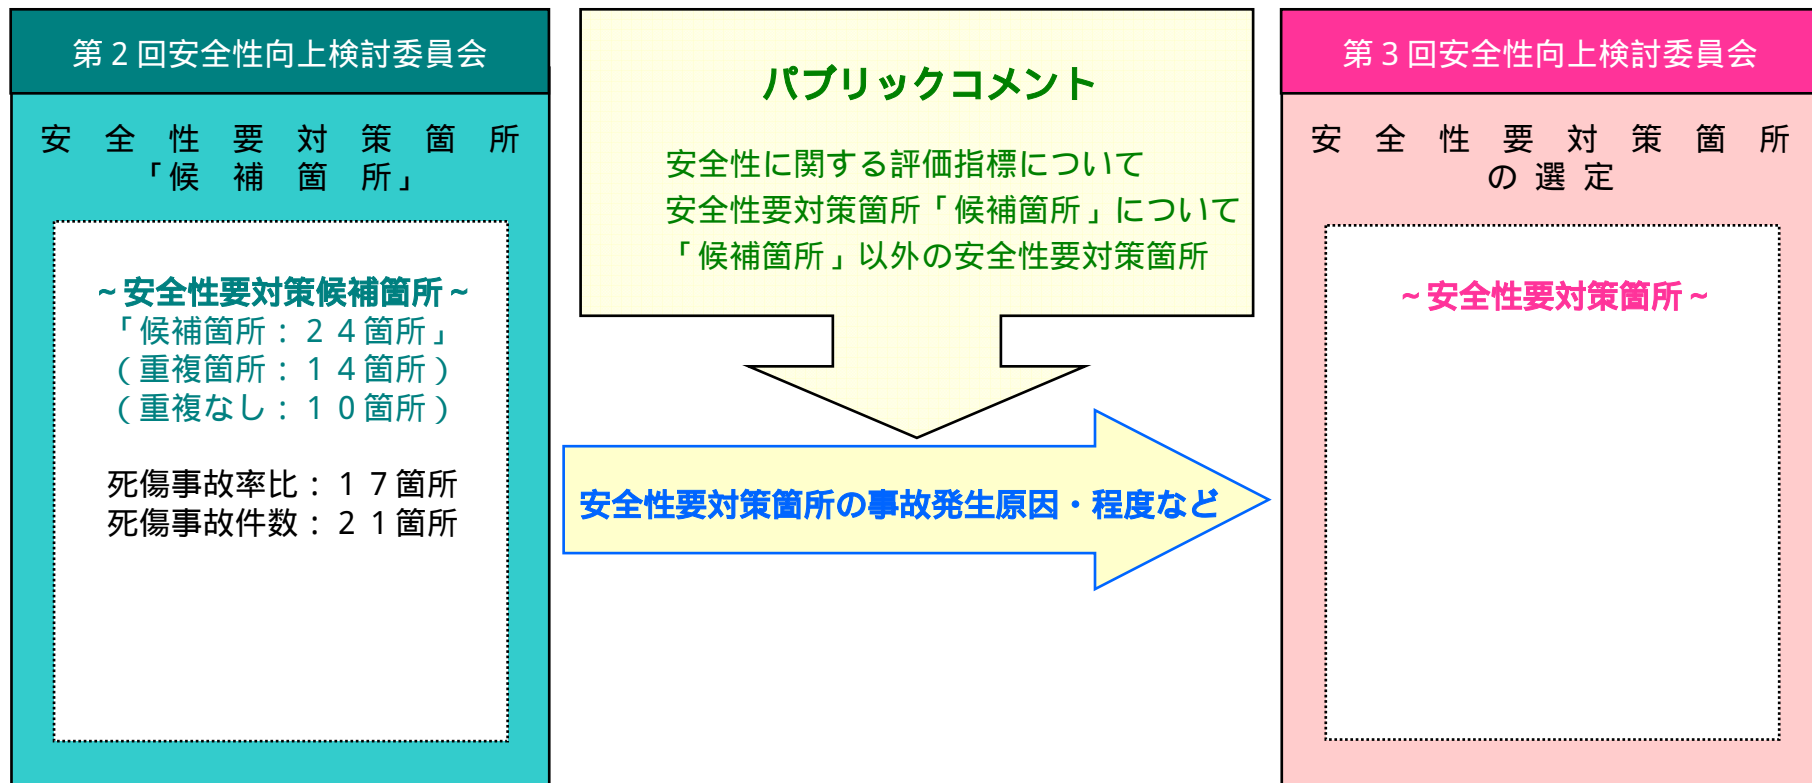 第２回安全性向上検討委員会
安全性要対策箇所
「候補箇所」
~安全性要対策候補箇所~
「候補箇所：２４箇所」
（重複箇所：１４箇所）
（重複なし：１０箇所）
死傷事故率比：１７箇所
死傷事故件数：２１箇所
パブリックコメント
安全性に関する評価指標について
安全性要対策箇所「候補箇所」について
「候補箇所」以外の安全性要対策箇所
安全性要対策箇所の事故発生原因・程度など
第３回安全性向上検討委員会
安全性要対策箇所
の選定
~安全性要対策箇所~